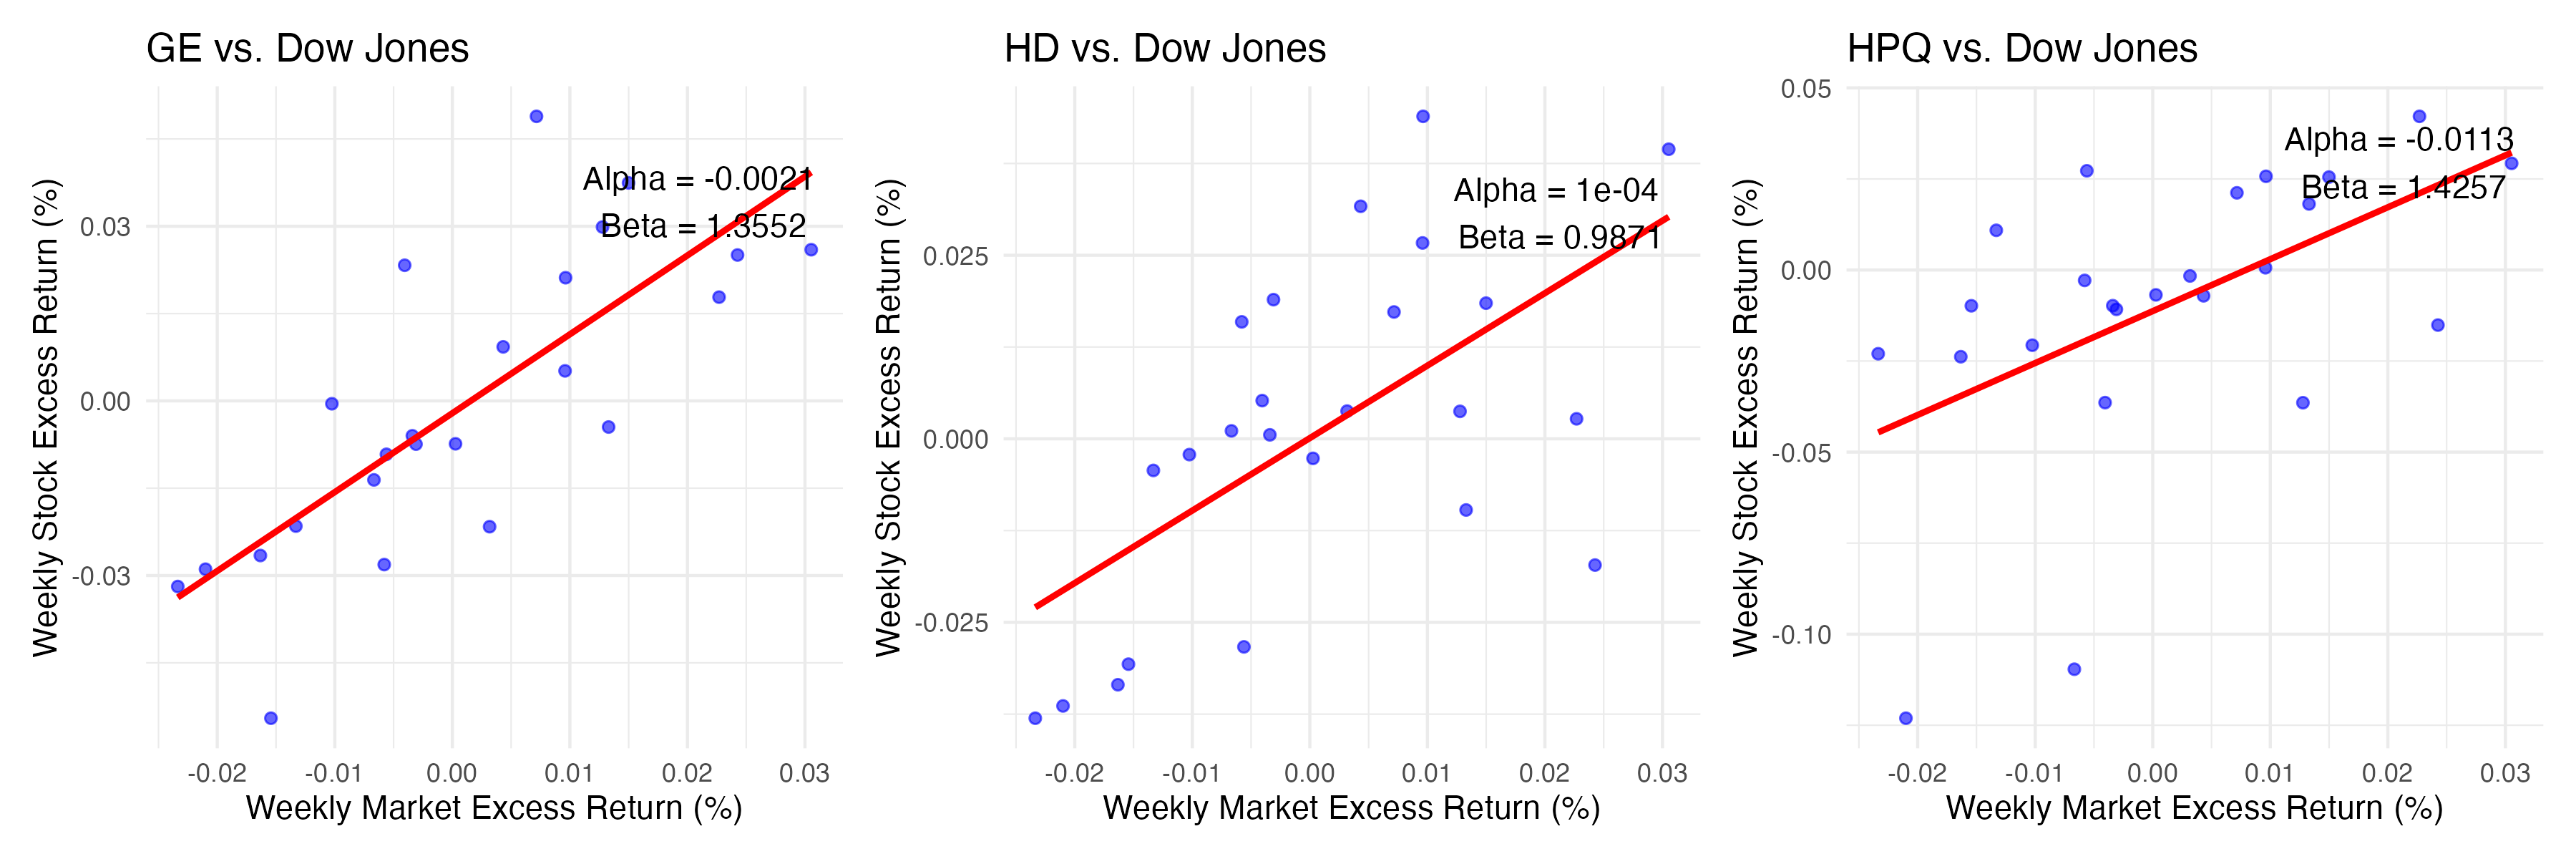 GE vs. Dow Jones
Alpha = -0.0021
Beta = 1.3552
0.03
0.00
-0.03
Weekly Stock Excess Return (%)
-0.02 -0.01 0.00 0.01 0.02 0.03
Weekly Market Excess Return (%)
HD vs. Dow Jones
Alpha = 1e-04
Beta = 0.9871
0.025
0.000
-0.025
Weekly Stock Excess Return (%)
-0.02 -0.01 0.00 0.01 0.02 0.03
Weekly Market Excess Return (%)
HPQ vs. Dow Jones
0.05
Alpha = -0.0113
Beta = 1.4257
0.00
-0.05
-0.10
Weekly Stock Excess Return (%)
-0.02 -0.01 0.00 0.01 0.02 0.03
Weekly Market Excess Return (%)